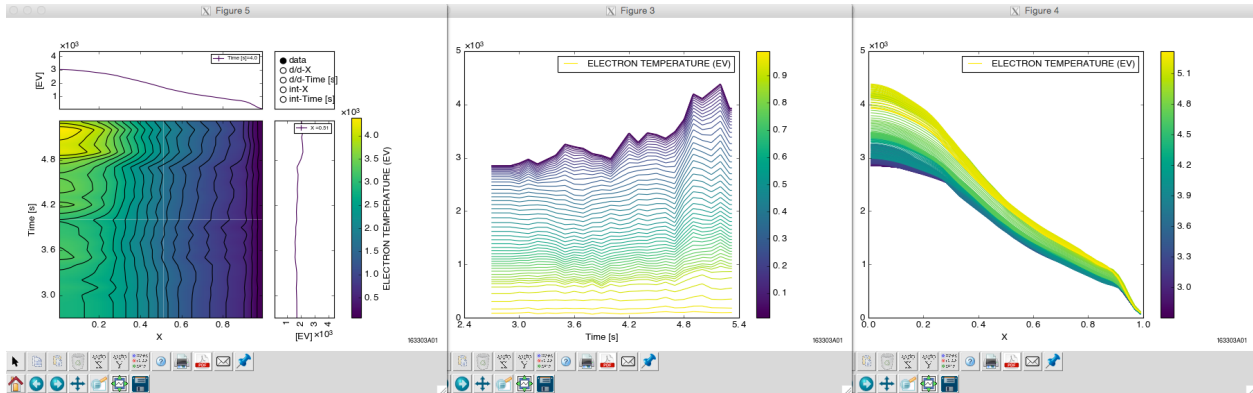 Figure 5
×10³
4
3
2
1
[EV]
Time [s]=4.0
data
d/d-X
d/d-Time [s]
int-X
int-Time [s]
4.8
4.2
3.6
3.0
Time [s]
0.2 0.4 0.6 0.8
X
X =0.51
1 2 3 4
[EV] ×10³
×10³
4.0
3.5
3.0
2.5
2.0
1.5
1.0
0.5
ELECTRON TEMPERATURE (EV)
163303A01
Figure 3
×10³
5
4
3
2
1
0
ELECTRON TEMPERATURE (EV)
2.4 3.0 3.6 4.2 4.8 5.4
Time [s]
0.9
0.8
0.7
0.6
0.5
0.4
0.3
0.2
0.1
163303A01
Figure 4
×10³
5
4
3
2
1
0
ELECTRON TEMPERATURE (EV)
0.0 0.2 0.4 0.6 0.8 1.0
X
5.1
4.8
4.5
4.2
3.9
3.6
3.3
3.0
163303A01